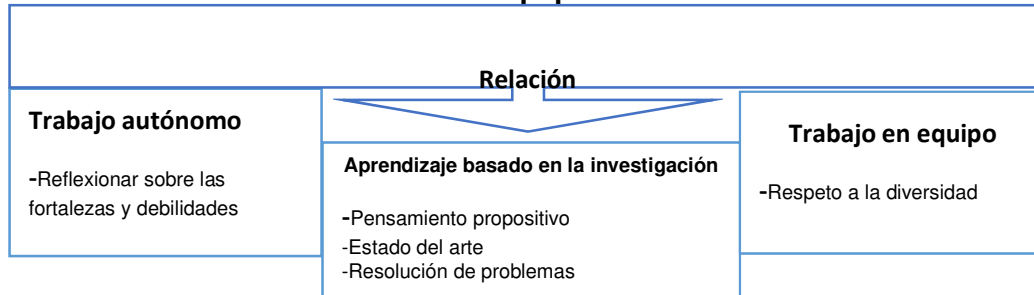 Relación
Trabajo autónomo
-Reflexionar sobre las
fortalezas y debilidades
Aprendizaje basado en la investigación
-Pensamiento propositivo
-Estado del arte
-Resolución de problemas
Trabajo en equipo
-Respeto a la diversidad